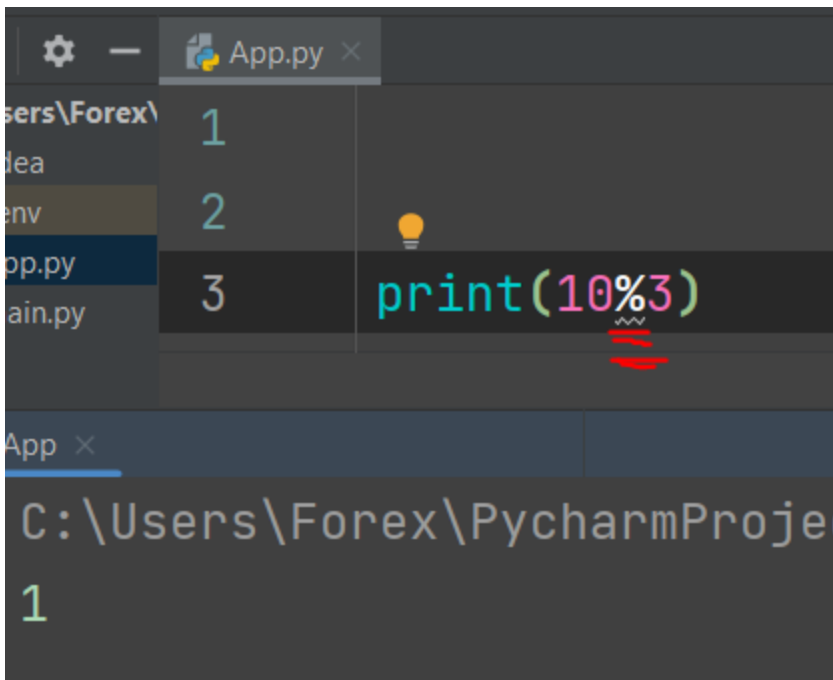 App.py
sers\Forex\
dea
env
pp.py
ain.py
1
2
3 print(10%3)
App
C:\Users\Forex\PycharmProje
1